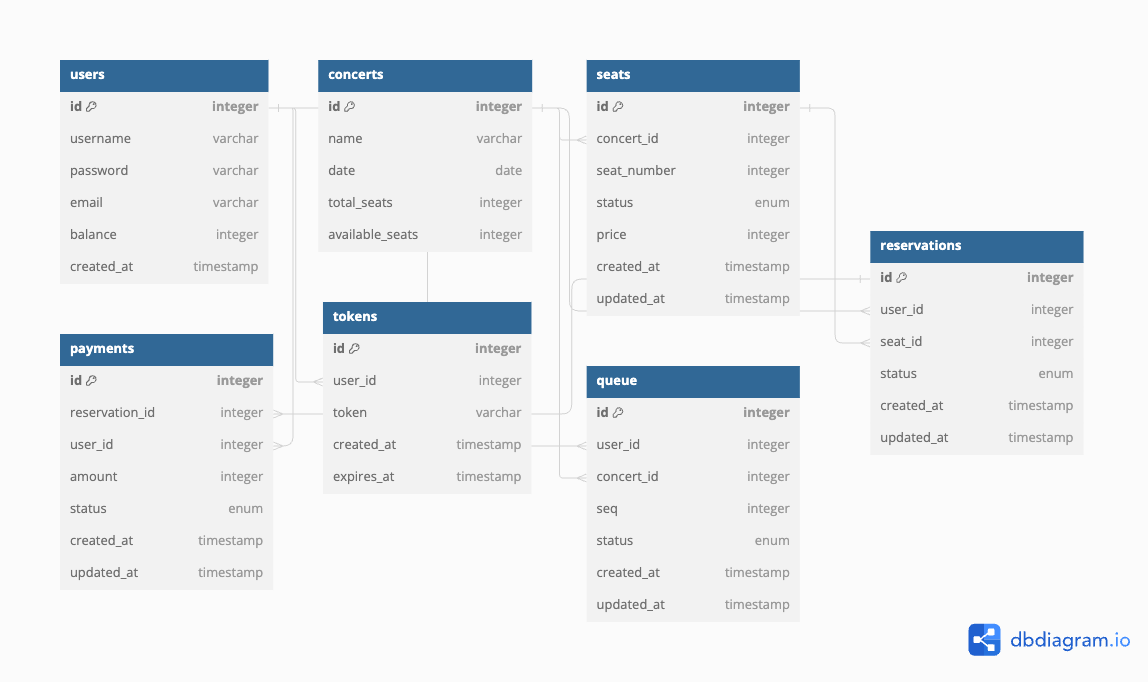 users
id integer
username varchar
password varchar
email varchar
balance integer
created_at timestamp
concerts
id integer
name varchar
date date
total_seats integer
available_seats integer
seats
id integer
concert_id integer
seat_number integer
status enum
price integer
created_at timestamp
updated_at timestamp
reservations
id integer
user_id integer
seat_id integer
status enum
created_at timestamp
updated_at timestamp
tokens
id integer
user_id integer
token varchar
created_at timestamp
expires_at timestamp
payments
id integer
reservation_id integer
user_id integer
amount integer
status enum
created_at timestamp
updated_at timestamp
queue
id integer
user_id integer
concert_id integer
seq integer
status enum
created_at timestamp
updated_at timestamp
dbdiagram.io